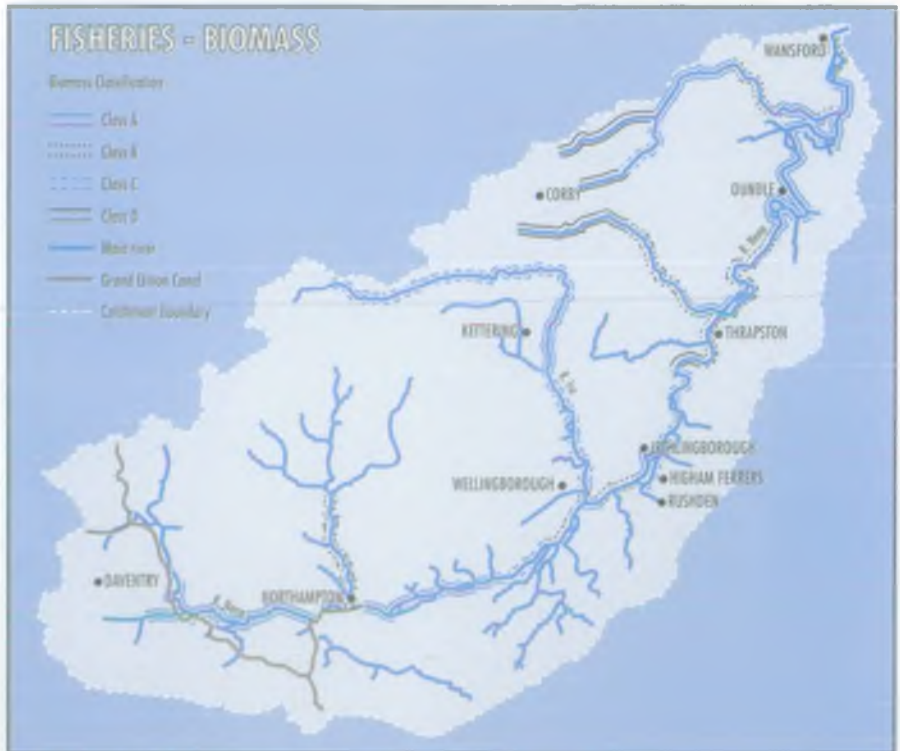 FISHERIES - BIOMASS
Biomass Classification
Class A
Class B
Class C
Class D
Main river
Grand Union Canal
Catchment Boundary
WANSFORD
CORBY
OUNDLE
R. Nene
KETTERING
THRAPSTON
R. Ise
IRTHLINGBOROUGH
WELLINGBOROUGH
HIGHAM FERRERS
RUSHDEN
DAVENTRY
NORTHAMPTON
R. Nene